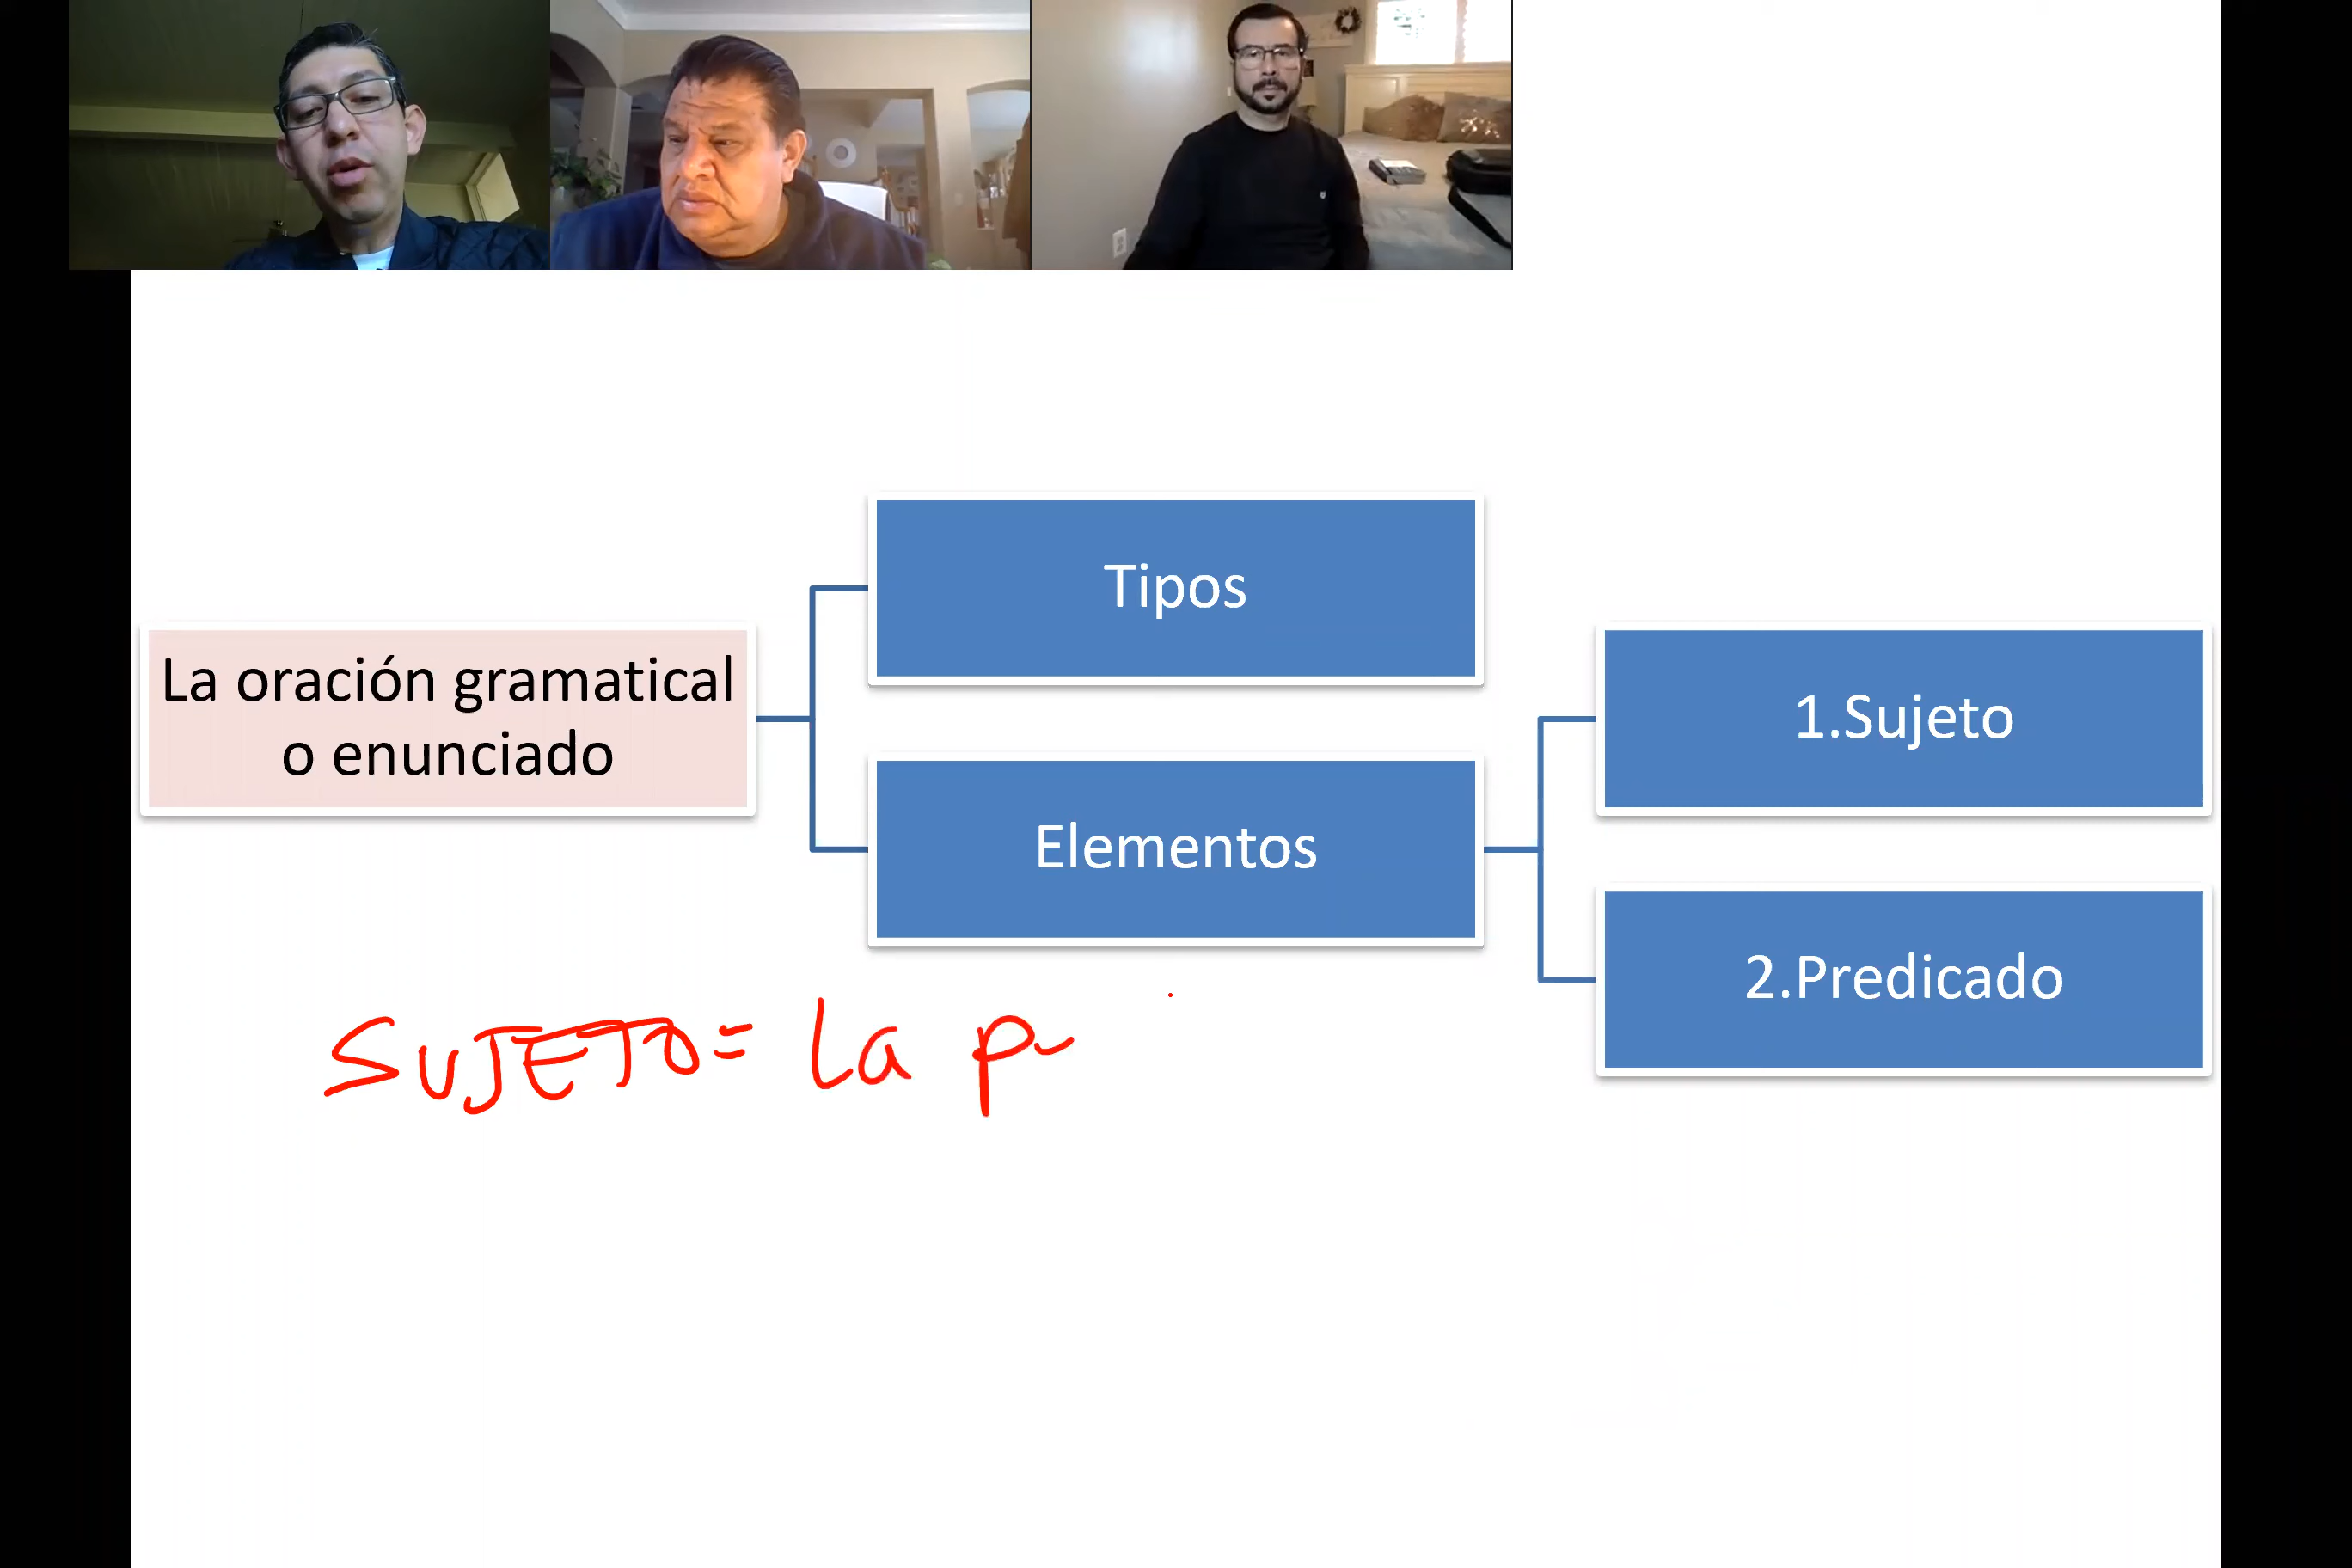 Tipos
La oración gramatical
o enunciado
1.Sujeto
Elementos
2.Predicado
SUJETO= La p